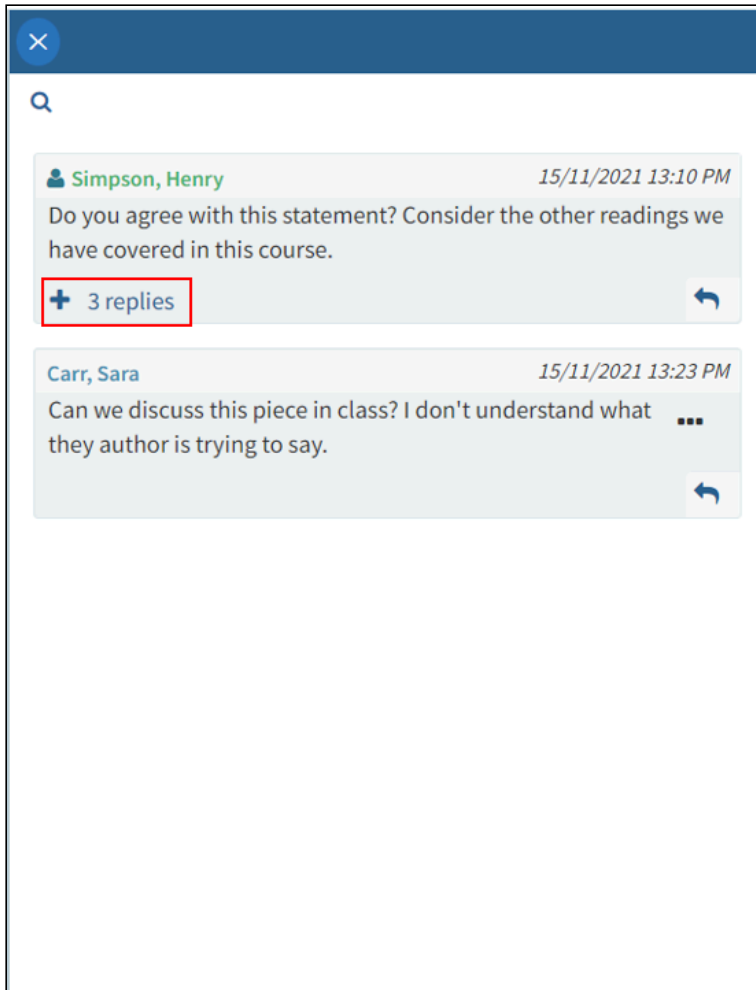 Simpson, Henry 15/11/2021 13:10 PM
Do you agree with this statement? Consider the other readings we
have covered in this course.
3 replies
Carr, Sara 15/11/2021 13:23 PM
Can we discuss this piece in class? I don't understand what
they author is trying to say.